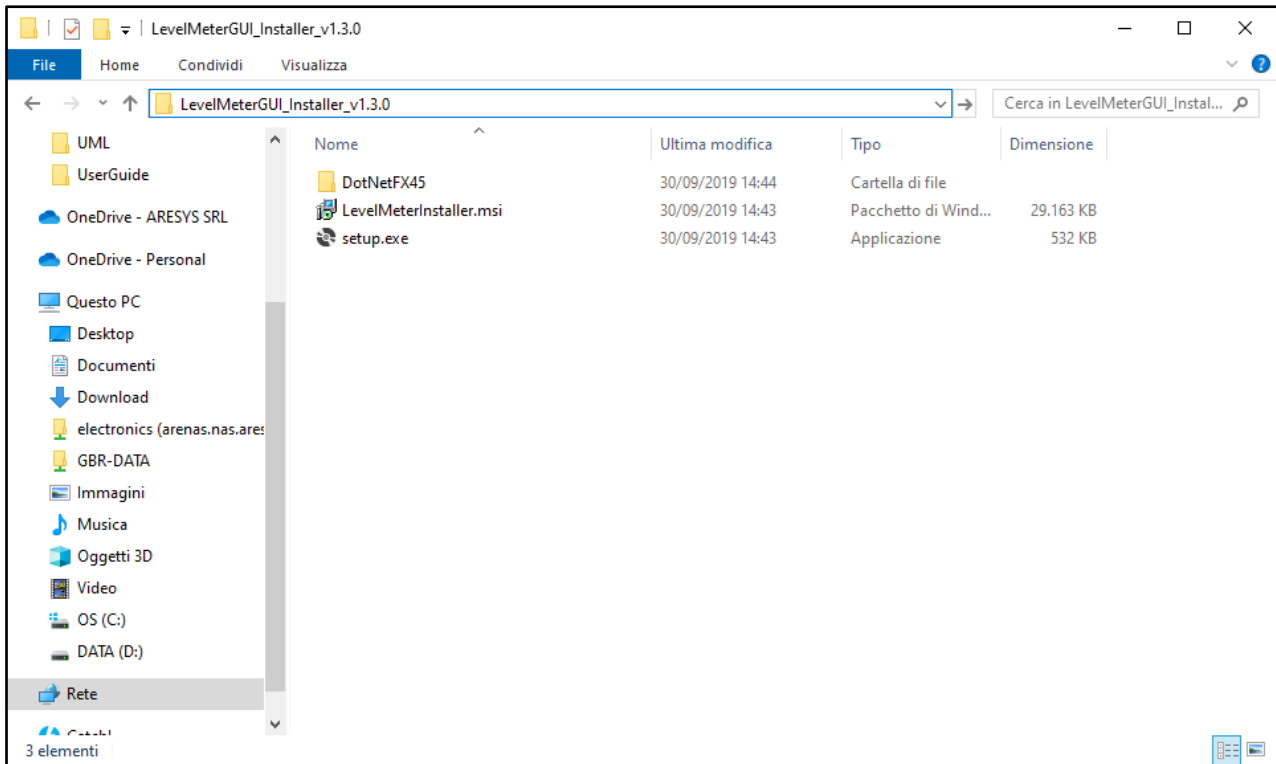 LevelMeterGUI_Installer_v1.3.0
File Home Condividi Visualizza
LevelMeterGUI_Installer_v1.3.0 Cerca in LevelMeterGUI_Instal...
UML
UserGuide
OneDrive - ARESYS SRL
OneDrive - Personal
Questo PC
Desktop
Documenti
Download
electronics (arenas.nas.ares
GBR-DATA
Immagini
Musica
Oggetti 3D
Video
OS (C:)
DATA (D:)
Rete
Nome Ultima modifica Tipo Dimensione
DotNetFX45 30/09/2019 14:44 Cartella di file
LevelMeterInstaller.msi 30/09/2019 14:43 Pacchetto di Wind... 29.163 KB
setup.exe 30/09/2019 14:43 Applicazione 532 KB
3 elementi